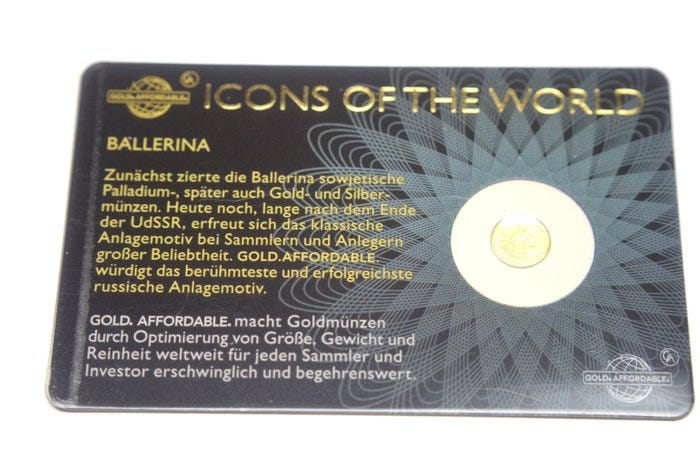 GOLD. AFFORDABLE. GA
ICONS OF THE WORLD
BALLERINA
Zunächst zierte die Ballerina sowjetische
Palladium-, später auch Gold- und Silber-
münzen. Heute noch, lange nach dem Ende
der UdSSR, erfreut sich das klassische
Anlagemotiv bei Sammlern und Anlegern
großer Beliebtheit. GOLD. AFFORDABLE.
würdigt das berühmteste und erfolgreichste
russische Anlagemotiv.
GOLD. AFFORDABLE. macht Goldmünzen
durch Optimierung von Größe, Gewicht und
Reinheit weltweit für jeden Sammler und
Investor erschwinglich und begehrenswert.
GOLD. AFFORDABLE. GA